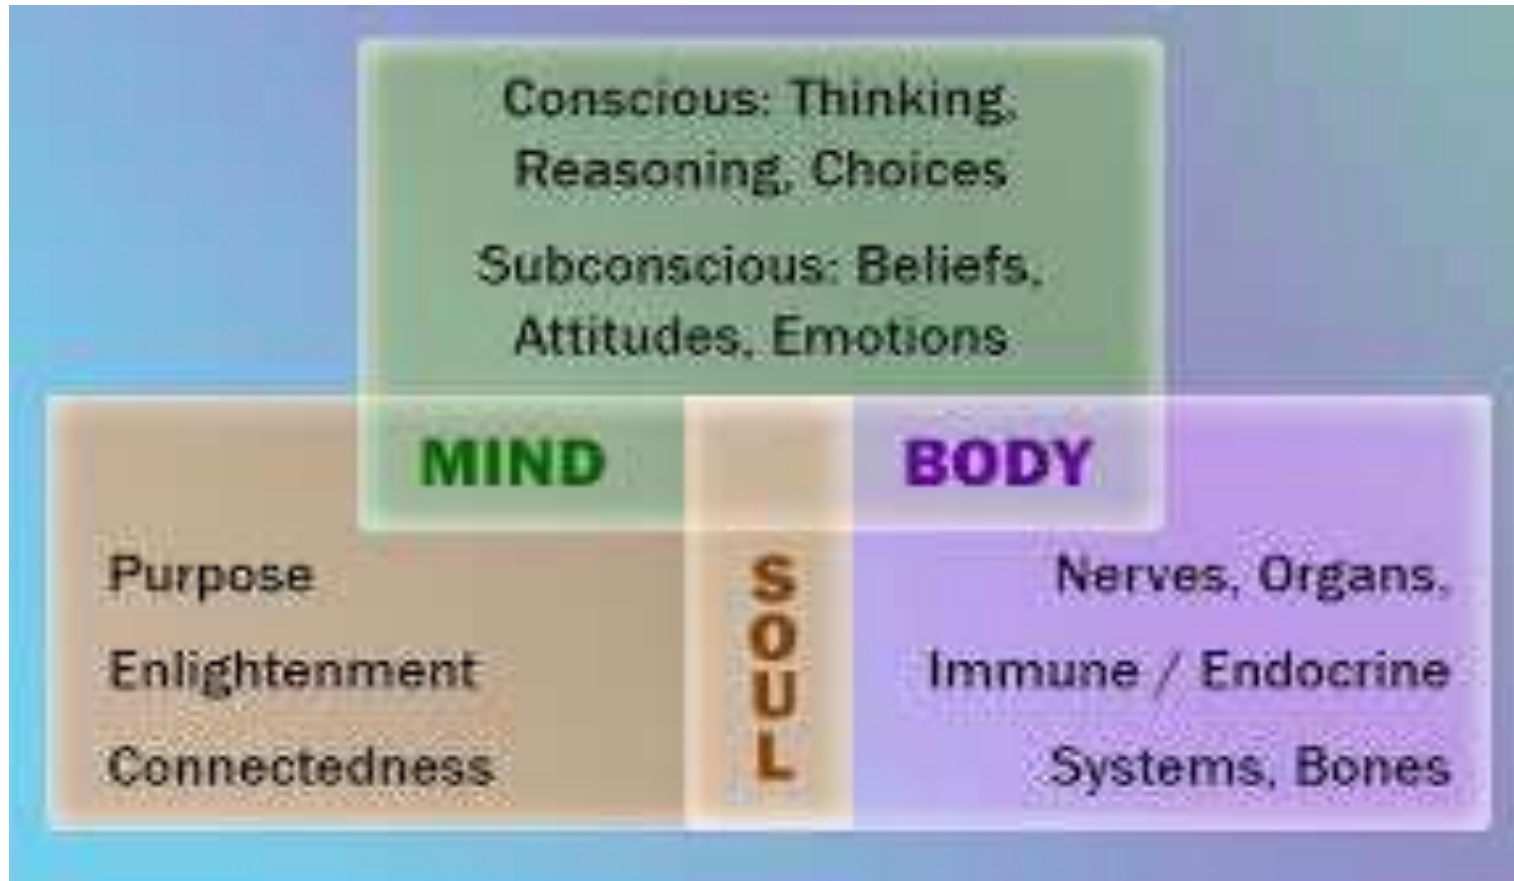 Conscious: Thinking,
Reasoning, Choices
Subconscious: Beliefs,
Attitudes, Emotions
MIND
BODY
SOUL
Purpose
Enlightenment
Connectedness
Nerves, Organs,
Immune / Endocrine
Systems, Bones